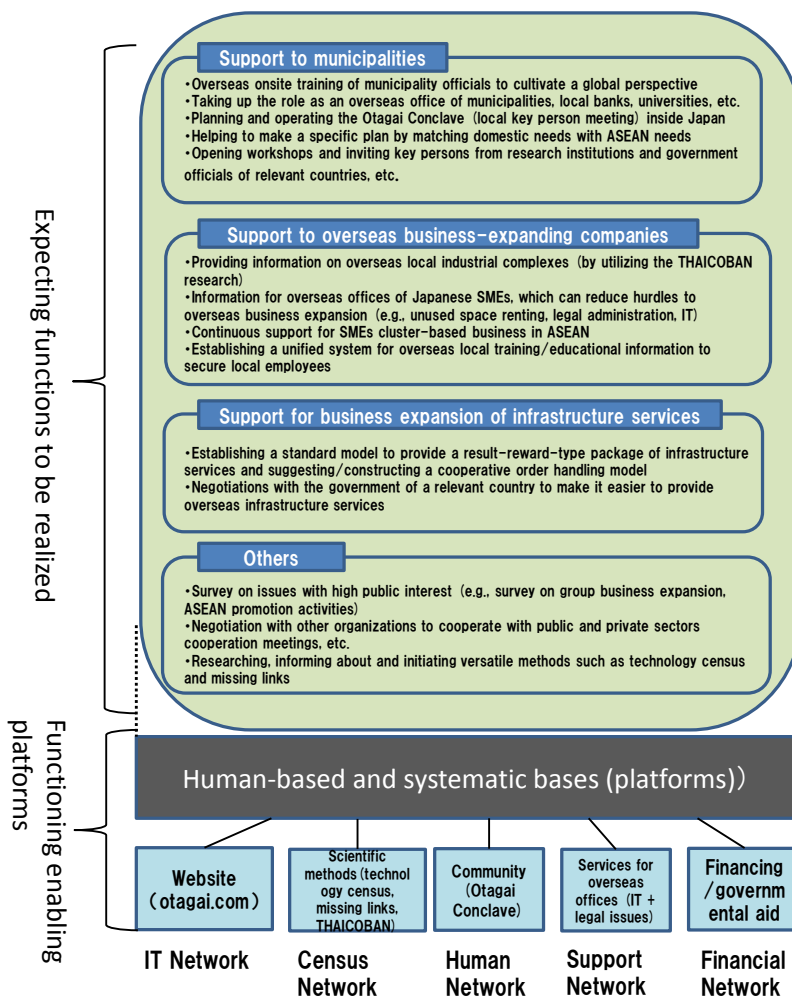 Support to municipalities
・Overseas onsite training of municipality officials to cultivate a global perspective
・Taking up the role as an overseas office of municipalities, local banks, universities, etc.
・Planning and operating the Otagai Conclave (local key person meeting) inside Japan
・Helping to make a specific plan by matching domestic needs with ASEAN needs
・Opening workshops and inviting key persons from research institutions and government
officials of relevant countries, etc.
Support to overseas business-expanding companies
・Providing information on overseas local industrial complexes (by utilizing the THAICOBAN
research)
・Information for overseas offices of Japanese SMEs, which can reduce hurdles to
overseas business expansion (e.g., unused space renting, legal administration, IT)
・Continuous support for SMEs cluster-based business in ASEAN
・Establishing a unified system for overseas local training/educational information to
secure local employees
Support for business expansion of infrastructure services
・Establishing a standard model to provide a result-reward-type package of infrastructure
services and suggesting/constructing a cooperative order handling model
・Negotiations with the government of a relevant country to make it easier to provide
overseas infrastructure services
Others
・Survey on issues with high public interest (e.g., survey on group business expansion,
ASEAN promotion activities)
・Negotiation with other organizations to cooperate with public and private sectors
cooperation meetings, etc.
・Researching, informing about and initiating versatile methods such as technology census
and missing links
Expecting functions to be realized
Functioning enabling
platforms
Human-based and systematic bases (platforms))
Website
(otagai.com)
Scientific
methods (technol
ogy census,
missing links,
THAICOBAN)
Community
(Otagai
Conclave)
Services for
overseas
offices (IT +
legal issues)
Financing
/governm
ental aid
IT Network
Census
Network
Human
Network
Support
Network
Financial
Network